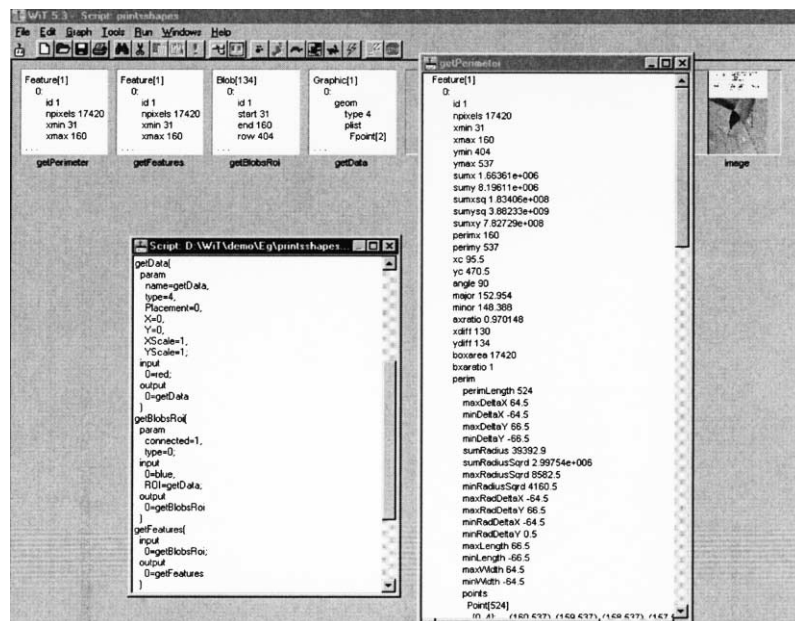 WiT 5.3 - Script: printsshapes
File Edit Graph Tools Run Windows Help
Feature[1]
0:
id 1
npixels 17420
xmin 31
xmax 160
. . .
getPerimeter
Feature[1]
0:
id 1
npixels 17420
xmin 31
xmax 160
. . .
getFeatures
Blob[134]
0:
id 1
start 31
end 160
row 404
. . .
getBlobsRoi
Graphic[1]
0:
geom
type 4
plist
Fpoint[2]
. . .
getData
image
Script: D:\WiT\demo\Eg\printsshapes...
getData{
param
name=getData,
type=4,
Placement=0,
X=0,
Y=0,
XScale=1,
YScale=1;
input
0=red;
output
0=getData
}
getBlobsRoi{
param
connected=1,
type=0;
input
0=blue,
ROI=getData;
output
0=getBlobsRoi
}
getFeatures{
input
0=getBlobsRoi;
output
0=getFeatures
}
getPerimeter
Feature[1]
0:
id 1
npixels 17420
xmin 31
xmax 160
ymin 404
ymax 537
sumx 1.66361e+006
sumy 8.19611e+006
sumxsq 1.83406e+008
sumysq 3.88233e+009
sumxy 7.82729e+008
perimx 160
perimy 537
xc 95.5
yc 470.5
angle 90
major 152.954
minor 148.388
axratio 0.970148
xdiff 130
ydiff 134
boxarea 17420
bxaratio 1
perim
perimLength 524
maxDeltaX 64.5
minDeltaX -64.5
maxDeltaY 66.5
minDeltaY -66.5
sumRadius 39392.9
sumRadiusSqrd 2.99754e+006
maxRadiusSqrd 8582.5
minRadiusSqrd 4160.5
maxRadDeltaX -64.5
maxRadDeltaY 66.5
minRadDeltaX -64.5
minRadDeltaY 0.5
maxLength 66.5
minLength -66.5
maxWidth 64.5
minWidth -64.5
points
Point[524]
[0..4]: (160,537) (159,537) (158,537) (157,5